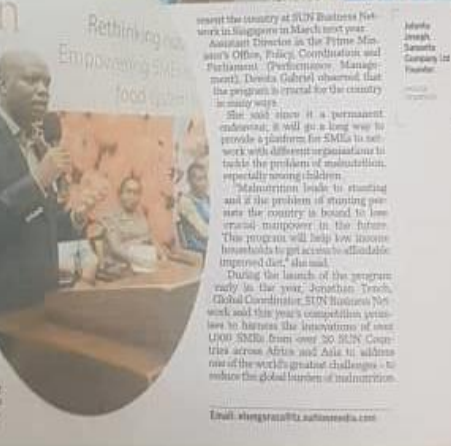 n
Rethinking
Empowering SMEs
food system
resent the country at SUN Business Net-
work in Singapore in March next year.
Assistant Director in the Prime Min-
ister's Office, Policy, Coordination and
Parliament (Performance Manage-
ment), Devota Gabriel observed that
the program is crucial for the country
in many ways.
She said since it a permanent
endeavour, it will go a long way to
provide a platform for SMEs to net-
work with different organisations to
tackle the problem of malnutrition,
especially among children.
"Malnutrition leads to stunting
and if the problem of stunting per-
sists the country is bound to lose
crucial manpower in the future.
This program will help low income
households to get access to affordable
improved diet," she said.
During the launch of the program
early in the year, Jonathan Tench,
Global Coordinator, SUN Business Net-
work said this year's competition prom-
ises to harness the innovations of over
1,000 SMEs from over 20 SUN Coun-
tries across Africa and Asia to address
one of the world's greatest challenges - to
reduce the global burden of malnutrition.
Joseph,
Company Ltd
Founder.